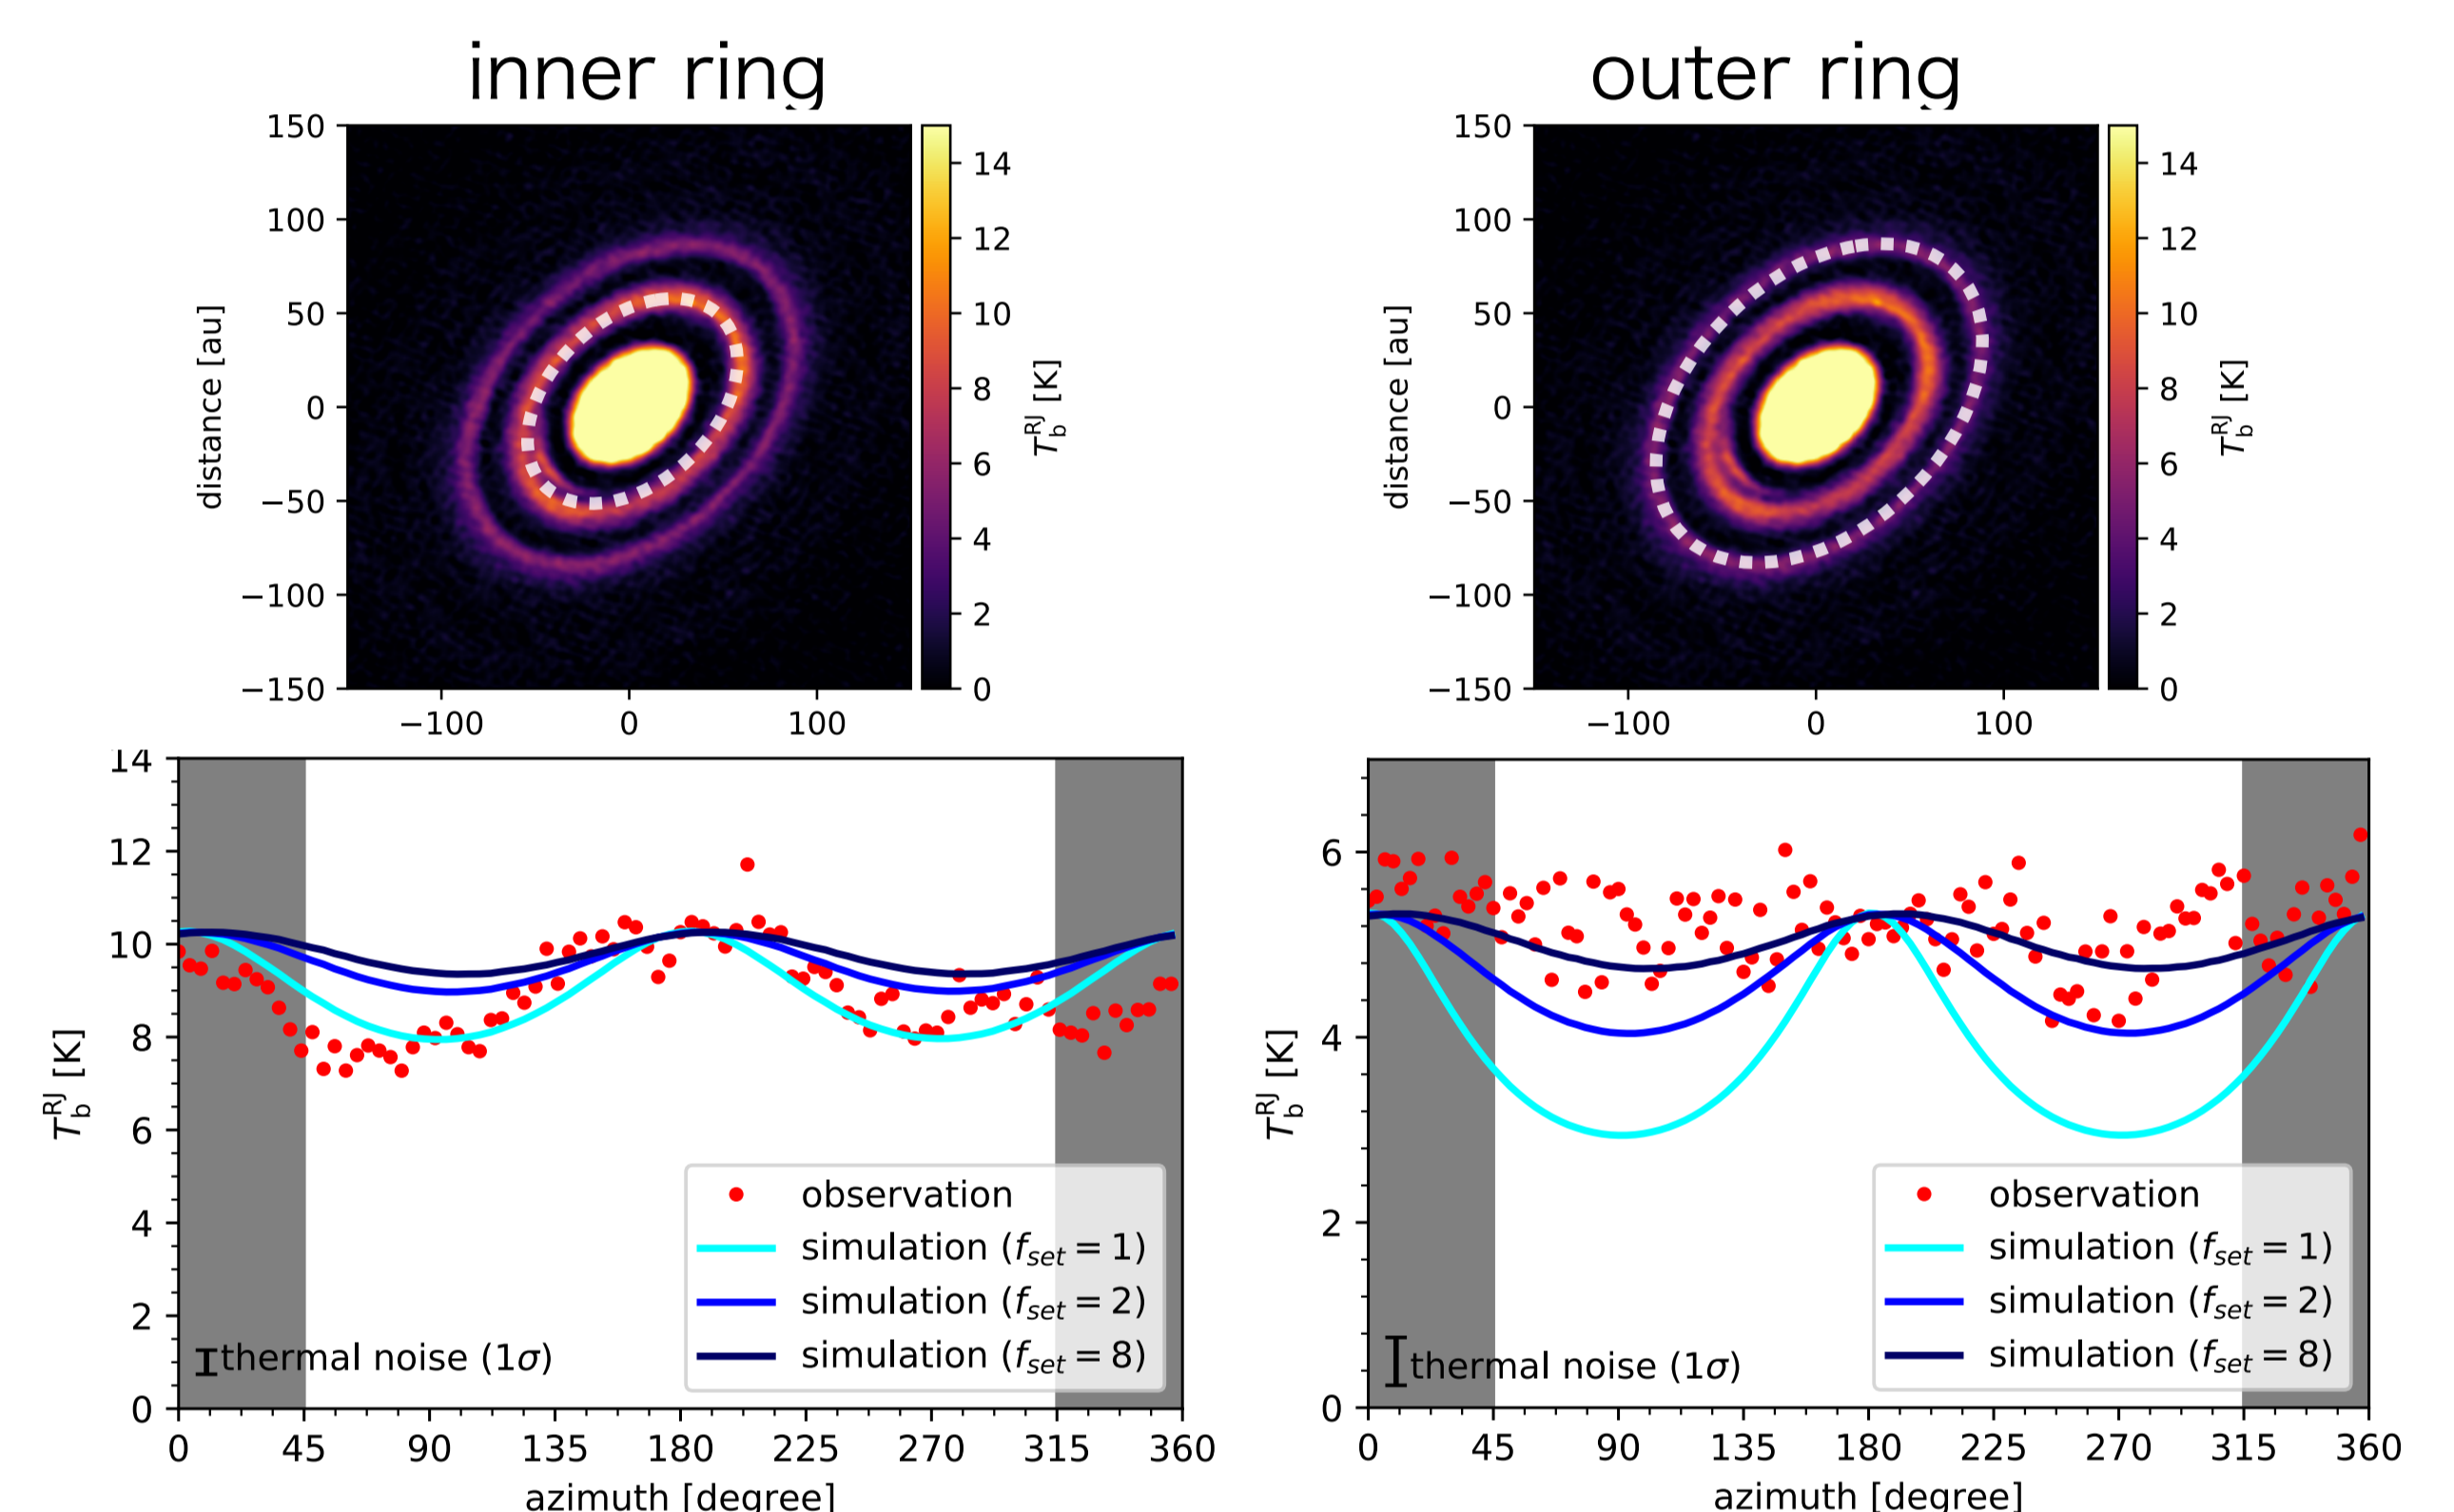 inner ring
outer ring
150
100
50
0
−50
−100
−150
distance [au]
−100
0
100
14
12
10
8
6
4
2
0
T_b^RJ [K]
150
100
50
0
−50
−100
−150
distance [au]
−100
0
100
14
12
10
8
6
4
2
0
T_b^RJ [K]
14
12
10
8
6
4
2
0
T_b^RJ [K]
observation
simulation (f_set = 1)
simulation (f_set = 2)
simulation (f_set = 8)
thermal noise (1σ)
0 45 90 135 180 225 270 315 360
azimuth [degree]
6
4
2
0
T_b^RJ [K]
observation
simulation (f_set = 1)
simulation (f_set = 2)
simulation (f_set = 8)
thermal noise (1σ)
0 45 90 135 180 225 270 315 360
azimuth [degree]